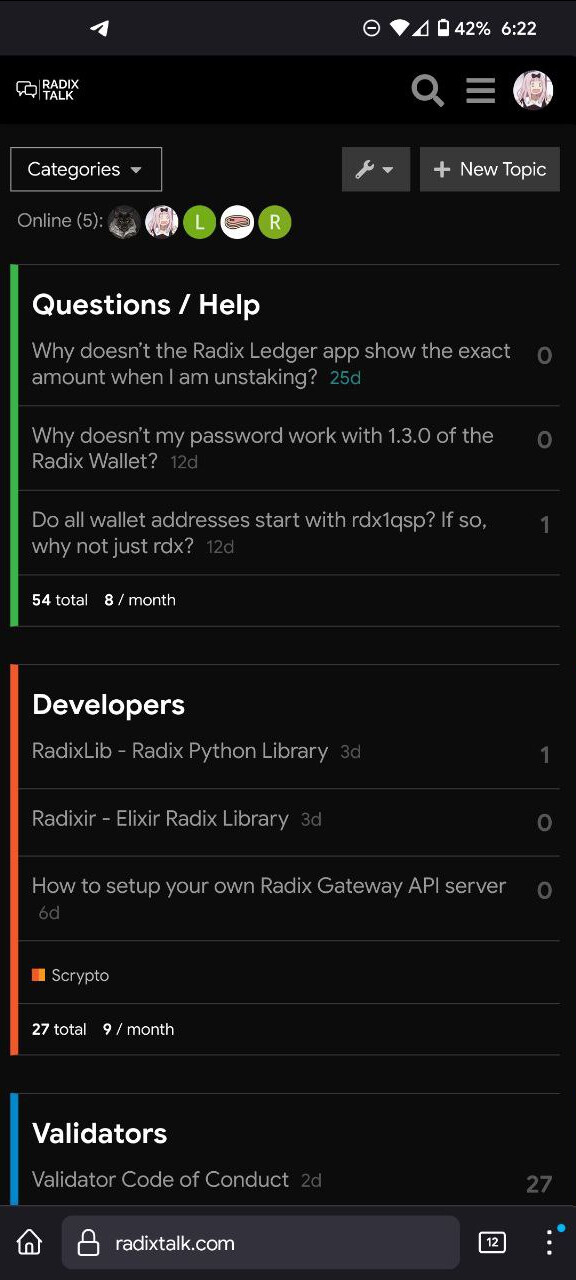 42% 6:22
RADIX
TALK
Categories
+ New Topic
Online (5): L R
Questions / Help
Why doesn’t the Radix Ledger app show the exact 0
amount when I am unstaking? 25d
Why doesn’t my password work with 1.3.0 of the 0
Radix Wallet? 12d
Do all wallet addresses start with rdx1qsp? If so, 1
why not just rdx? 12d
54 total 8 / month
Developers
RadixLib - Radix Python Library 3d 1
Radixir - Elixir Radix Library 3d 0
How to setup your own Radix Gateway API server 0
6d
Scrypto
27 total 9 / month
Validators
Validator Code of Conduct 2d 27
radixtalk.com 12